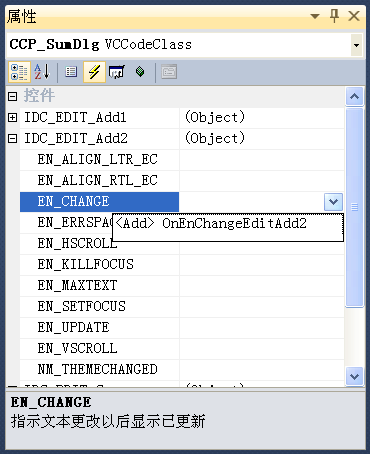 属性
CCP_SumDlg VCCodeClass
控件
IDC_EDIT_Add1 (Object)
IDC_EDIT_Add2 (Object)
EN_ALIGN_LTR_EC
EN_ALIGN_RTL_EC
EN_CHANGE
EN_ERRSPAC
<Add> OnEnChangeEditAdd2
EN_HSCROLL
EN_KILLFOCUS
EN_MAXTEXT
EN_SETFOCUS
EN_UPDATE
EN_VSCROLL
NM_THEMECHANGED
(Object)
EN_CHANGE
指示文本更改以后显示已更新